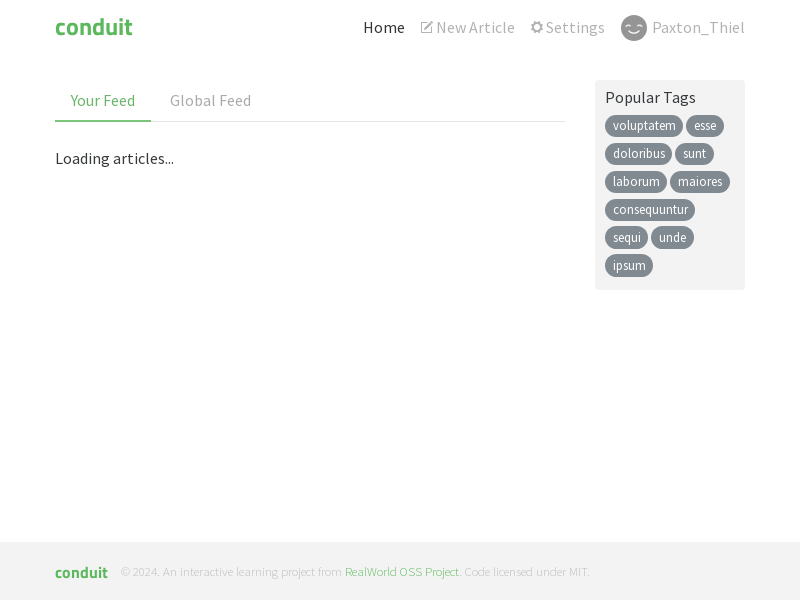 conduit
Home New Article Settings Paxton_Thiel
Your Feed Global Feed
Loading articles...
Popular Tags
voluptatem esse
doloribus sunt
laborum maiores
consequuntur
sequi unde
ipsum
conduit © 2024. An interactive learning project from RealWorld OSS Project. Code licensed under MIT.